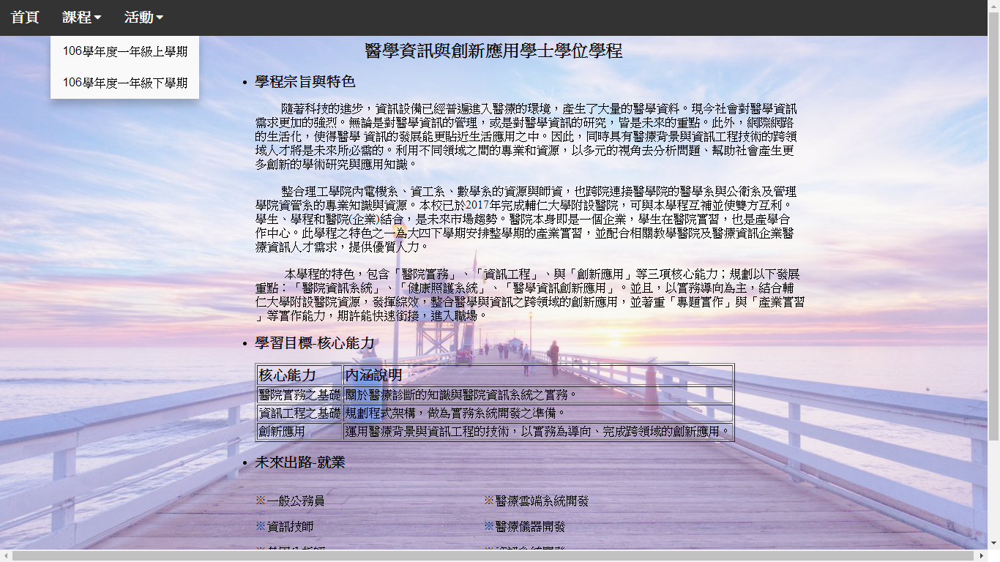 首頁 課程 活動
106學年度一年級上學期
106學年度一年級下學期
醫學資訊與創新應用學士學位學程
學程宗旨與特色
隨著科技的進步，資訊設備已經普遍進入醫療的環境，產生了大量的醫學資料。現今社會對醫學資訊
需求更加的強烈。無論是對醫學資訊的管理，或是對醫學資訊的研究，皆是未來的重點。此外，網際網路
的生活化，使得醫學 資訊的發展能更貼近生活應用之中。因此，同時具有醫療背景與資訊工程技術的跨領
域人才將是未來所必需的。利用不同領域之間的專業和資源，以多元的視角去分析問題、幫助社會產生更
多創新的學術研究與應用知識。
整合理工學院內電機系、資工系、數學系的資源與師資，也跨院連接醫學院的醫學系與公衛系及管理
學院資管系的專業知識與資源。本校已於2017年完成輔仁大學附設醫院，可與本學程互補並使雙方互利。
學生、學程和醫院(企業)結合，是未來市場趨勢。醫院本身即是一個企業，學生在醫院實習，也是產學合
作中心。此學程之特色之一為大四下學期安排整學期的產業實習，並配合相關教學醫院及醫療資訊企業醫
療資訊人才需求，提供優質人力。
本學程的特色，包含「醫院實務」、「資訊工程」、與「創新應用」等三項核心能力；規劃以下發展
重點：「醫院資訊系統」、「健康照護系統」、「醫學資訊創新應用」。並且，以實務導向為主，結合輔
仁大學附設醫院資源，發揮綜效，整合醫學與資訊之跨領域的創新應用，並著重「專題實作」與「產業實習
」等實作能力，期許能快速銜接，進入職場。
學習目標-核心能力
核心能力 內涵說明
醫院實務之基礎 關於醫療診斷的知識與醫院資訊系統之實務。
資訊工程之基礎 規劃程式架構，做為實務系統開發之準備。
創新應用 運用醫療背景與資訊工程的技術，以實務為導向、完成跨領域的創新應用。
未來出路-就業
※一般公務員 ※醫療雲端系統開發
※資訊技師 ※醫療儀器開發